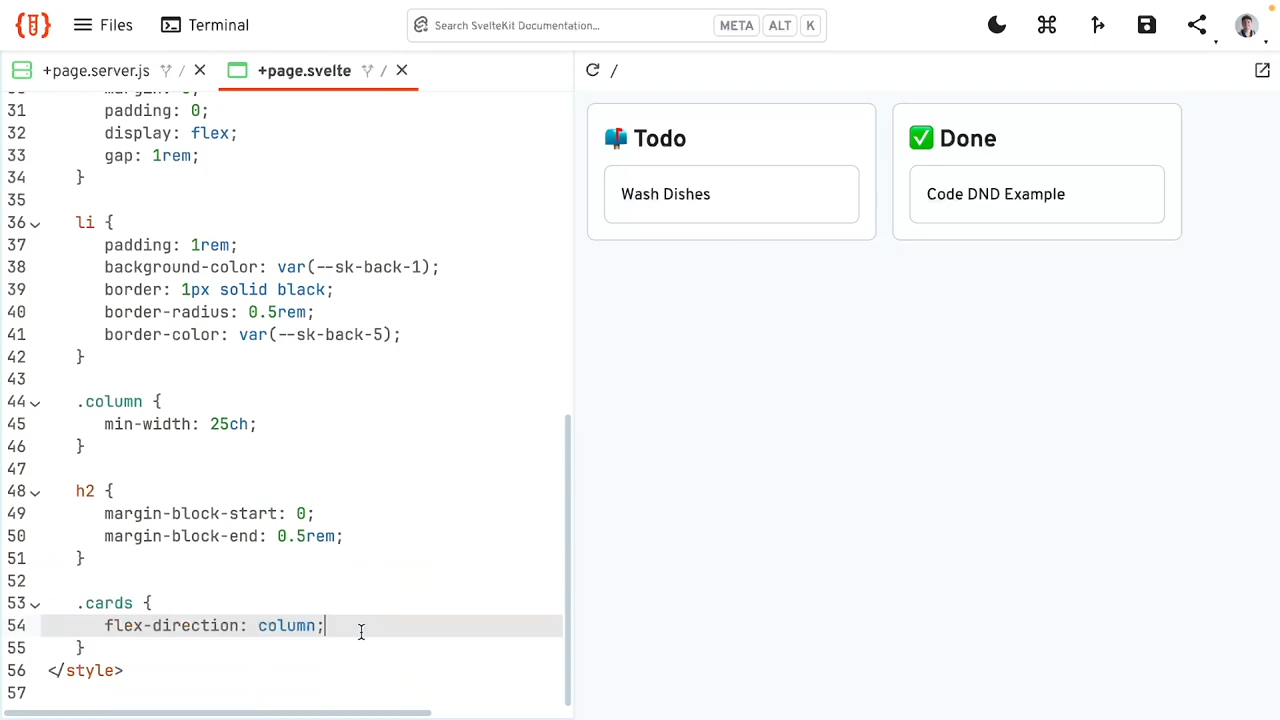 Files
Terminal
Search SvelteKit Documentation...
META
ALT
K
+page.server.js /
+page.svelte /
/
31 padding: 0;
32 display: flex;
33 gap: 1rem;
34 }
35
36 li {
37 padding: 1rem;
38 background-color: var(--sk-back-1);
39 border: 1px solid black;
40 border-radius: 0.5rem;
41 border-color: var(--sk-back-5);
42 }
43
44 .column {
45 min-width: 25ch;
46 }
47
48 h2 {
49 margin-block-start: 0;
50 margin-block-end: 0.5rem;
51 }
52
53 .cards {
54 flex-direction: column;
55 }
56 </style>
57
Todo
Wash Dishes
Done
Code DND Example